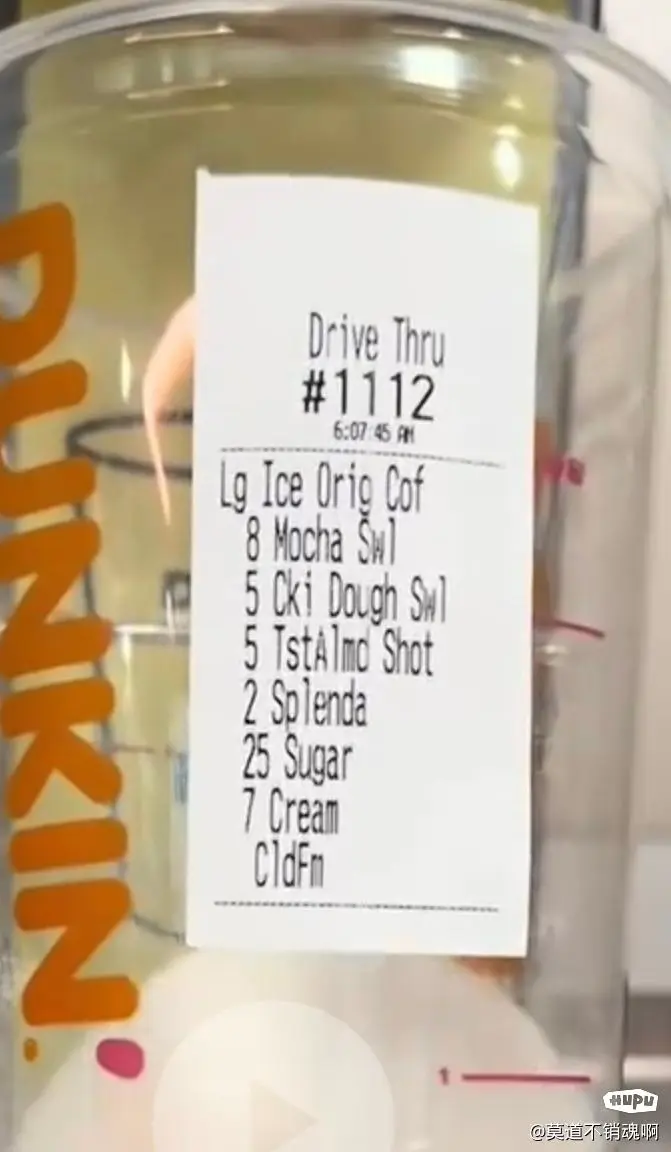 DUNKIN'
Drive Thru
#1112
6:07:45 AM
Lg Ice Orig Cof
8 Mocha Swl
5 Cki Dough Swl
5 TstAlmd Shot
2 Splenda
25 Sugar
7 Cream
CldFm
1
HUPU
@莫道不销魂啊